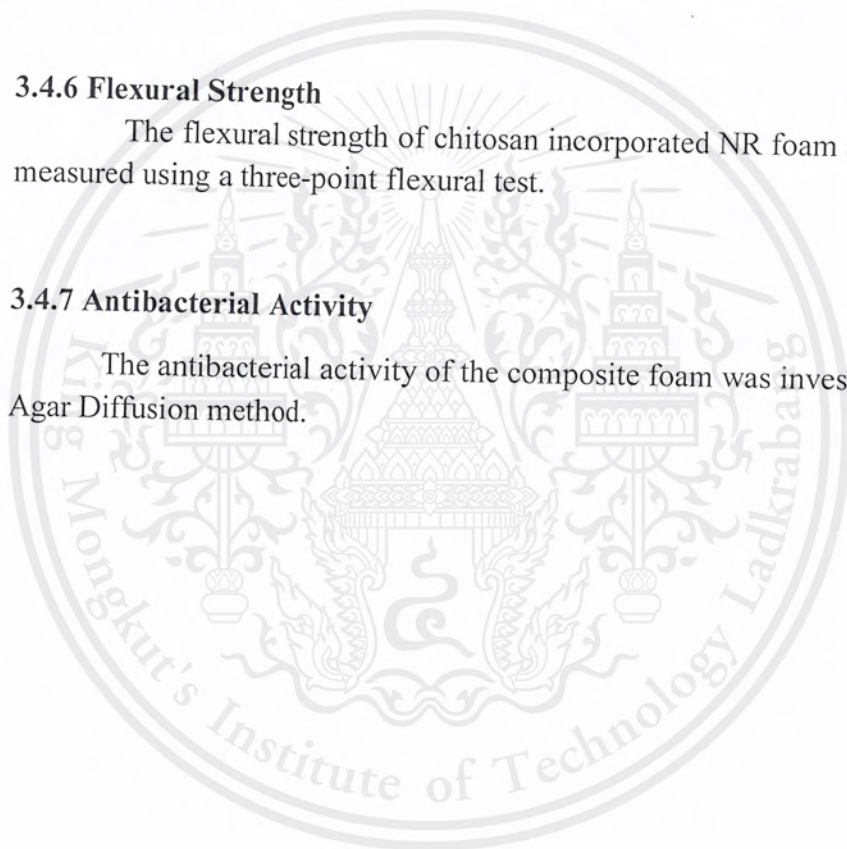 3.4.6 Flexural Strength
The flexural strength of chitosan incorporated NR foam
measured using a three-point flexural test.
3.4.7 Antibacterial Activity
The antibacterial activity of the composite foam was inves
Agar Diffusion method.
King Mongkut's Institute of Technology Ladkrabang